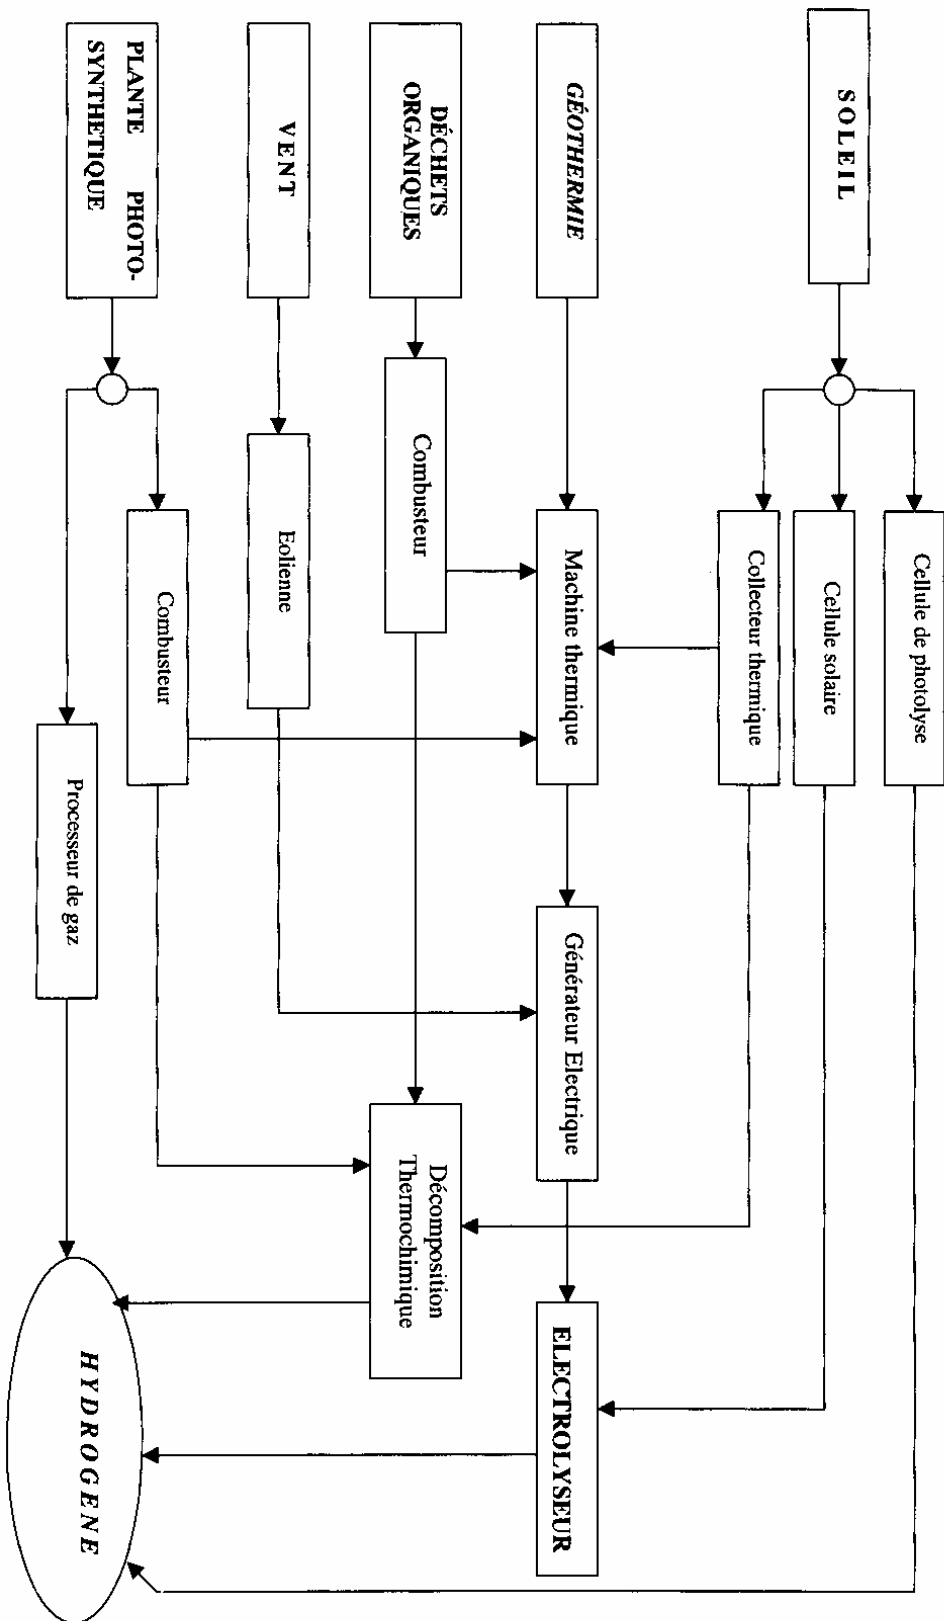 SOLEIL
GÉOTHERMIE
DÉCHETS
ORGANIQUES
VENT
PLANTE PHOTO-
SYNTHETIQUE
Cellule de photolyse
Cellule solaire
Collecteur thermique
Machine thermique
Combusteur
Eolienne
Combusteur
Processeur de gaz
Générateur Electrique
Décomposition
Thermochimique
ELECTROLYSEUR
HYDROGENE